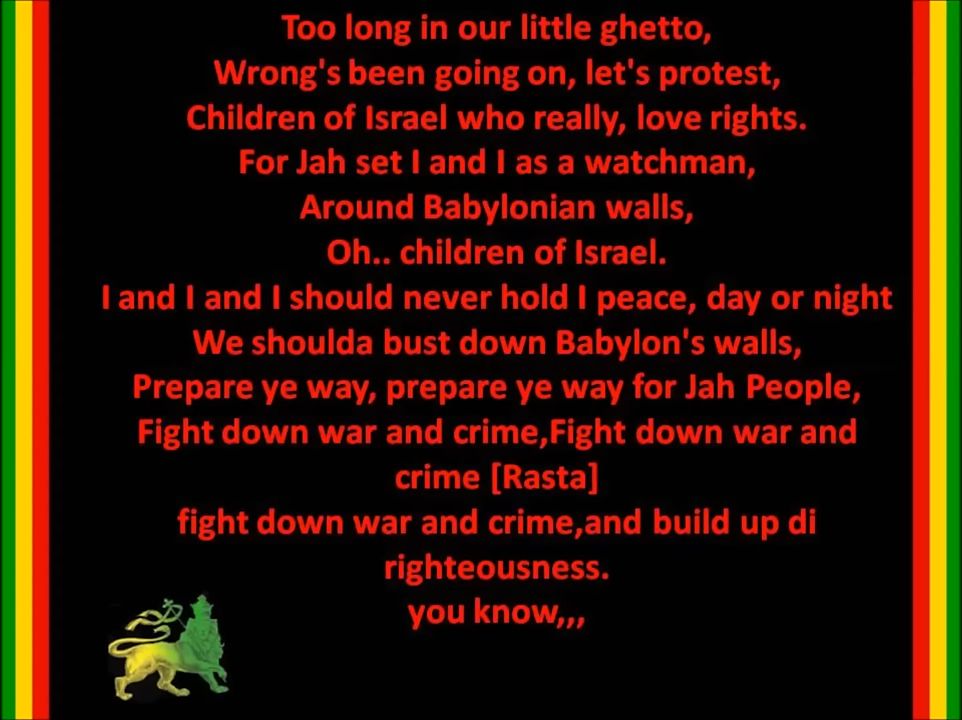 Too long in our little ghetto,
Wrong's been going on, let's protest,
Children of Israel who really, love rights.
For Jah set I and I as a watchman,
Around Babylonian walls,
Oh.. children of Israel.
I and I and I should never hold I peace, day or night
We shoulda bust down Babylon's walls,
Prepare ye way, prepare ye way for Jah People,
Fight down war and crime,Fight down war and
crime [Rasta]
fight down war and crime,and build up di
righteousness.
you know,,,